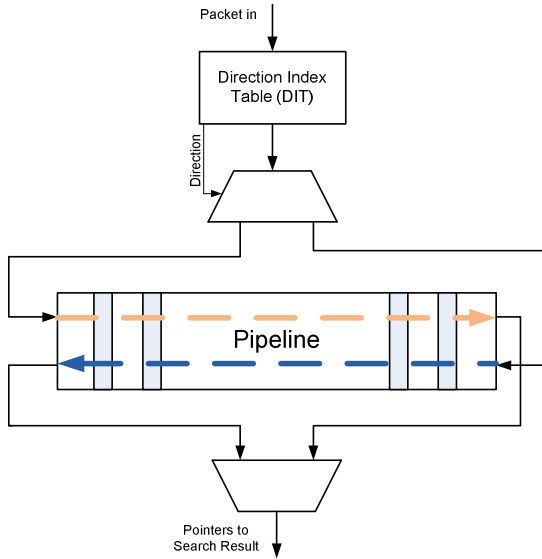 Packet in
Direction Index
Table (DIT)
Direction
Pipeline
Pointers to
Search Result